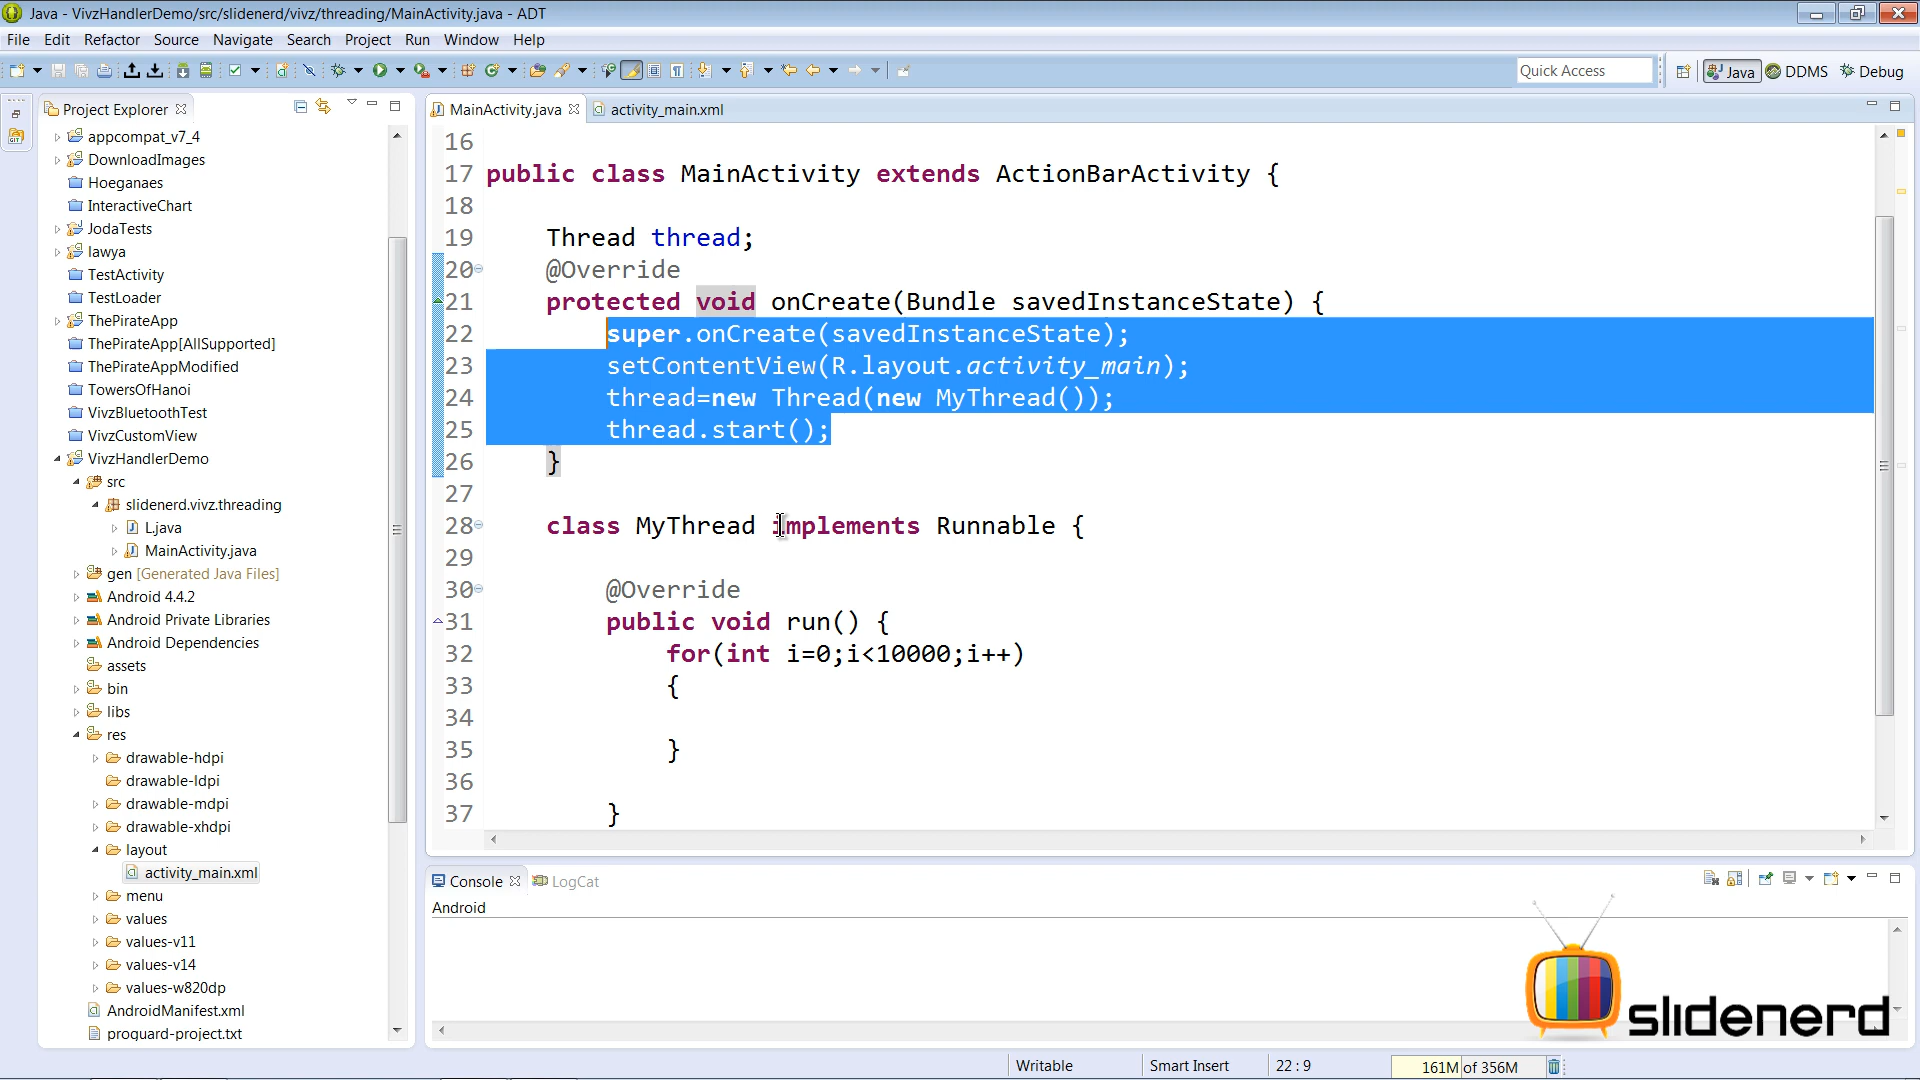 Java - VivzHandlerDemo/src/slidenerd/vivz/threading/MainActivity.java - ADT
File Edit Refactor Source Navigate Search Project Run Window Help
Quick Access Java DDMS Debug
Project Explorer
appcompat_v7_4
DownloadImages
Hoeganaes
InteractiveChart
JodaTests
lawya
TestActivity
TestLoader
ThePirateApp
ThePirateApp[AllSupported]
ThePirateAppModified
TowersOfHanoi
VivzBluetoothTest
VivzCustomView
VivzHandlerDemo
src
slidenerd.vivz.threading
L.java
MainActivity.java
gen [Generated Java Files]
Android 4.4.2
Android Private Libraries
Android Dependencies
assets
bin
libs
res
drawable-hdpi
drawable-ldpi
drawable-mdpi
drawable-xhdpi
layout
activity_main.xml
menu
values
values-v11
values-v14
values-w820dp
AndroidManifest.xml
proguard-project.txt
MainActivity.java activity_main.xml
16
17 public class MainActivity extends ActionBarActivity {
18
19 Thread thread;
20 @Override
21 protected void onCreate(Bundle savedInstanceState) {
22 super.onCreate(savedInstanceState);
23 setContentView(R.layout.activity_main);
24 thread=new Thread(new MyThread());
25 thread.start();
26 }
27
28 class MyThread implements Runnable {
29
30 @Override
31 public void run() {
32 for(int i=0;i<10000;i++)
33 {
34
35 }
36
37 }
Console LogCat
Android
slidenerd
Writable Smart Insert 22 : 9 161M of 356M